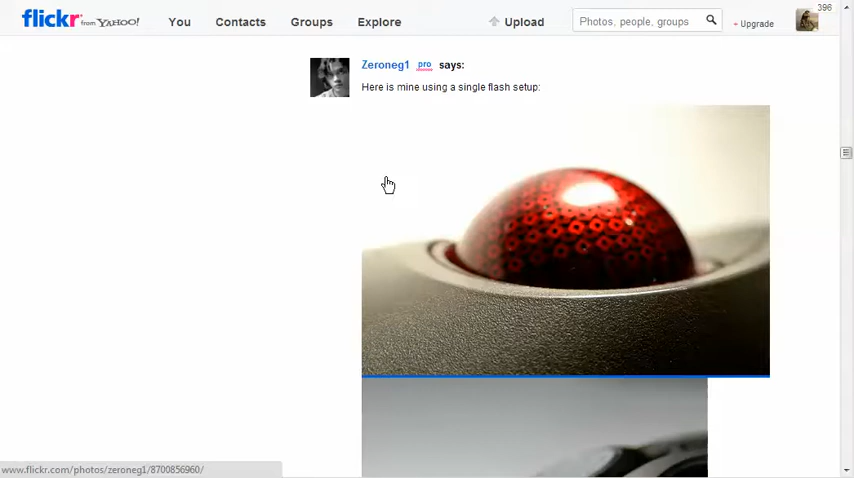 flickr from YAHOO! You Contacts Groups Explore Upload Photos, people, groups Upgrade 396
Zeroneg1 pro says:
Here is mine using a single flash setup:
www.flickr.com/photos/zeroneg1/8700856960/